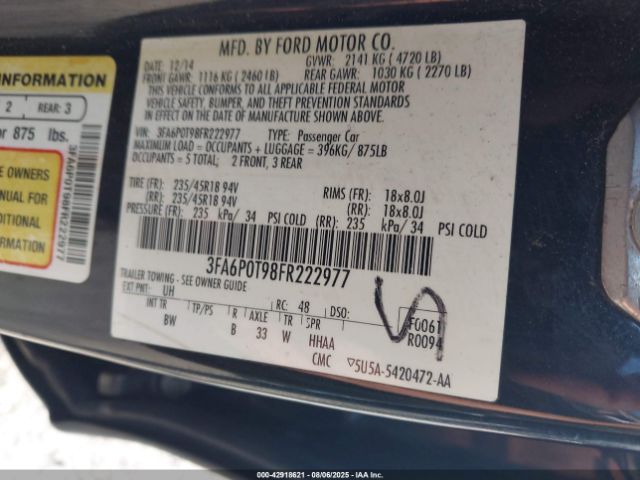 MFD. BY FORD MOTOR CO.
DATE: 12/14 GVWR: 2141 KG ( 4720 LB)
FRONT GAWR: 1116 KG ( 2460 LB) REAR GAWR: 1030 KG ( 2270 LB)
THIS VEHICLE CONFORMS TO ALL APPLICABLE FEDERAL MOTOR
VEHICLE SAFETY, BUMPER, AND THEFT PREVENTION STANDARDS
IN EFFECT ON THE DATE OF MANUFACTURE SHOWN ABOVE.
VIN: 3FA6P0T98FR222977 TYPE: Passenger Car
MAXIMUM LOAD = OCCUPANTS + LUGGAGE = 396KG/ 875LB
OCCUPANTS = 5 TOTAL; 2 FRONT, 3 REAR
TIRE (FR): 235/45R18 94V RIMS (FR): 18x8.0J
(RR): 235/45R18 94V (RR): 18x8.0J
PRESSURE (FR): 235 kPa/ 34 PSI COLD (RR): 235 kPa/ 34 PSI COLD
3FA6P0T98FR222977
TRAILER TOWING - SEE OWNER GUIDE
EXT PNT: UH RC: 48 DSO: F0061
INT TR TP/PS R AXLE TR SPR R0094
BW B 33 W HHAA
CMC 5U5A-5420472-AA
INFORMATION
2 REAR: 3
or 875 lbs.
3FA6P0T98FR222977
E OWNERS
ANUAL FOR
ADDITIONAL
NFORMATION
000-42918621 - 08/06/2025 - IAAI.COM